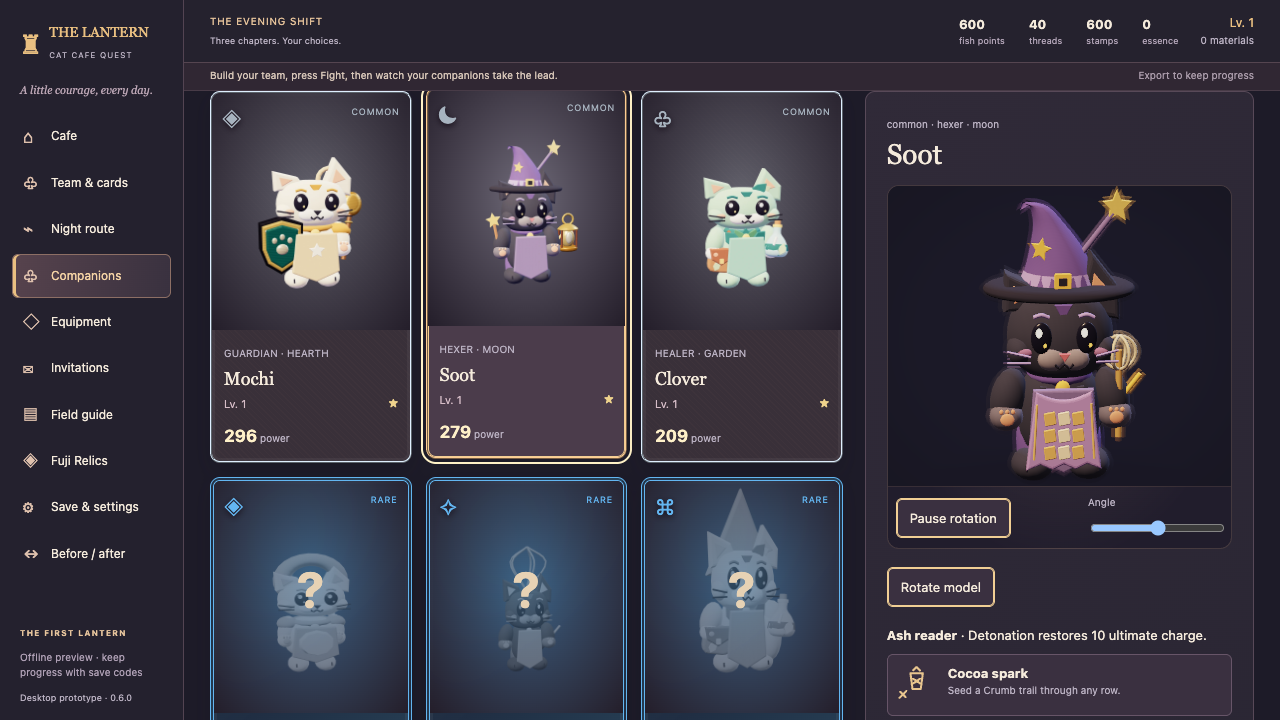 THE LANTERN
CAT CAFE QUEST
A little courage, every day.
Cafe
Team & cards
Night route
Companions
Equipment
Invitations
Field guide
Fuji Relics
Save & settings
Before / after
THE FIRST LANTERN
Offline preview · keep
progress with save codes
Desktop prototype · 0.6.0
THE EVENING SHIFT
Three chapters. Your choices.
600 40 600 0 Lv. 1
fish points threads stamps essence 0 materials
Build your team, press Fight, then watch your companions take the lead.
Export to keep progress
COMMON
GUARDIAN · HEARTH
Mochi
Lv. 1
296 power
COMMON
HEXER · MOON
Soot
Lv. 1
279 power
COMMON
HEALER · GARDEN
Clover
Lv. 1
209 power
RARE
?
RARE
?
RARE
?
common · hexer · moon
Soot
Pause rotation
Angle
Rotate model
Ash reader · Detonation restores 10 ultimate charge.
Cocoa spark
Seed a Crumb trail through any row.